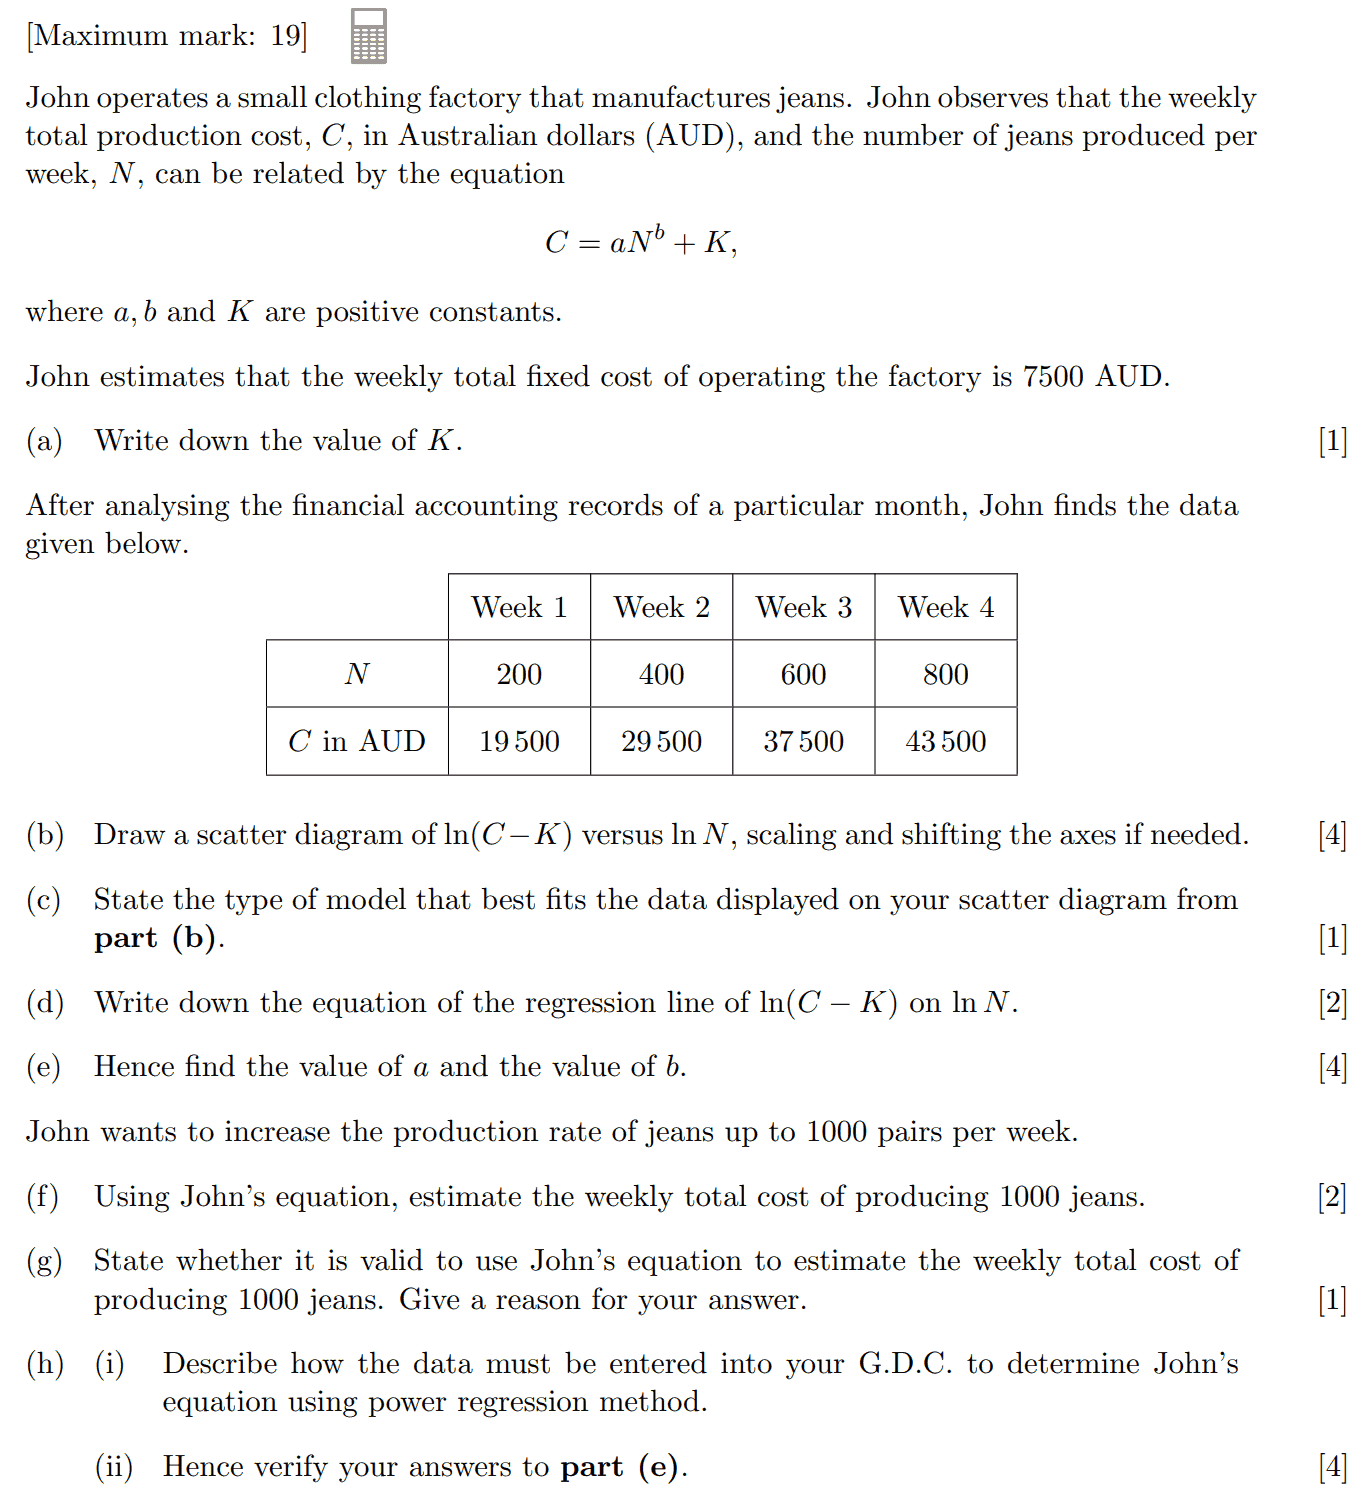 [Maximum mark: 19]
John operates a small clothing factory that manufactures jeans. John observes that the weekly
total production cost, C, in Australian dollars (AUD), and the number of jeans produced per
week, N, can be related by the equation
C = aN^b + K,
where a, b and K are positive constants.
John estimates that the weekly total fixed cost of operating the factory is 7500 AUD.
(a) Write down the value of K. [1]
After analysing the financial accounting records of a particular month, John finds the data
given below.
Week 1 Week 2 Week 3 Week 4
N 200 400 600 800
C in AUD 19 500 29 500 37 500 43 500
(b) Draw a scatter diagram of ln(C − K) versus ln N, scaling and shifting the axes if needed. [4]
(c) State the type of model that best fits the data displayed on your scatter diagram from
part (b). [1]
(d) Write down the equation of the regression line of ln(C − K) on ln N. [2]
(e) Hence find the value of a and the value of b. [4]
John wants to increase the production rate of jeans up to 1000 pairs per week.
(f) Using John's equation, estimate the weekly total cost of producing 1000 jeans. [2]
(g) State whether it is valid to use John's equation to estimate the weekly total cost of
producing 1000 jeans. Give a reason for your answer. [1]
(h) (i) Describe how the data must be entered into your G.D.C. to determine John's
equation using power regression method.
(ii) Hence verify your answers to part (e). [4]